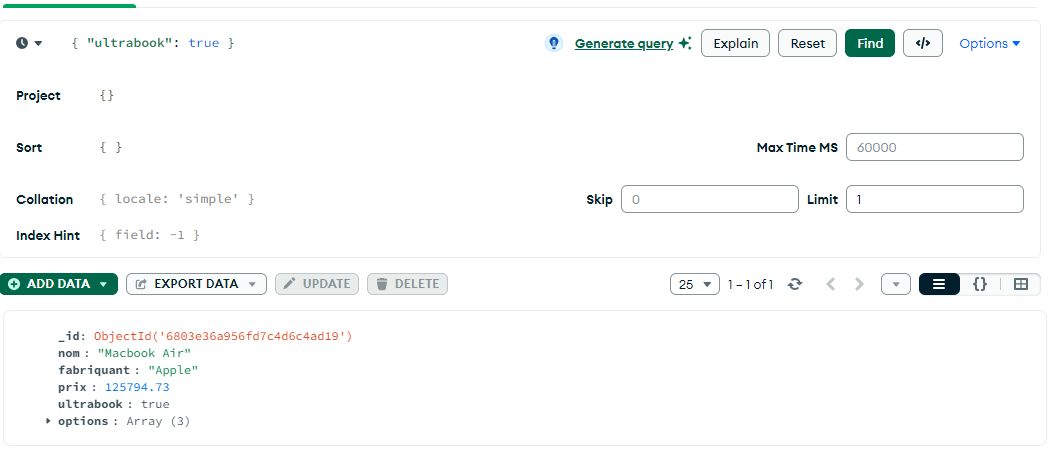 { "ultrabook": true } Generate query Explain Reset Find </> Options
Project {}
Sort { } Max Time MS 60000
Collation { locale: 'simple' } Skip 0 Limit 1
Index Hint { field: -1 }
ADD DATA EXPORT DATA UPDATE DELETE 25 1 – 1 of 1 {}
_id: ObjectId('6803e36a956fd7c4d6c4ad19')
nom : "Macbook Air"
fabriquant : "Apple"
prix : 125794.73
ultrabook : true
options : Array (3)